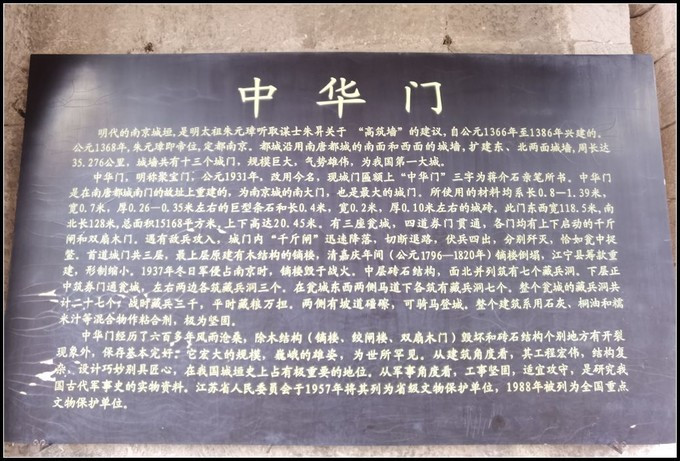 中华门
明代的南京城垣,是明太祖朱元璋听取谋士朱昇关于“高筑墙”的建议,自公元1366年至1386年兴建的。
公元1368年,朱元璋即帝位,定都南京。都城沿用南唐都城的南面和西面的城墙,扩建东、北两面城墙,周长达
35.276公里,城墙共有十三个城门,规模巨大,气势雄伟,为我国第一大城。
中华门,明称聚宝门,公元1931年,改用今名,现城门匾额上“中华门”三字为蒋介石亲笔所书。中华门
是在南唐都城南门的城址上重建的,为南京城的南大门,也是最大的城门,所使用的材料均系长0.8—1.39米,
宽0.7米,厚0.26—0.35米左右的巨型条石和长0.4米,宽0.2米,厚0.10米左右的城砖。此门东西宽118.5米,南
北长128米,总面积15168平方米,上下高达20.45米。有三座瓮城,四道券门贯通,各门均有上下启动的千斤
闸和双扇木门。遇有敌兵攻入,城门内“千斤闸”迅速降落,切断退路,伏兵四出,分别歼灭,恰如瓮中捉
鳖。首道城门共三层,最上层原建有木结构的镝楼,清嘉庆年间(公元1796—1820年)镝楼倒塌,江宁县筹款重
建,形制缩小。1937年冬日军侵占南京时,镝楼毁于战火。中层砖石结构,面北并列筑有七个藏兵洞。下层正
中筑券门通瓮城,左右两边各筑藏兵洞三个。在瓮城东西两侧马道下各筑有藏兵洞七个。整个瓮城的藏兵洞共
计二十七个,战时藏兵三千,平时藏粮万担,两侧有坡道礓磜,可骑马登城。整个建筑系用石灰、桐油和糯
米汁等混合物作粘合剂,极为坚固。
中华门经历了六百多年风雨沧桑,除木结构(镝楼、绞闸楼、双扇木门)毁坏和砖石结构个别地方有开裂
现象外,保存基本完好。它宏大的规模,巍峨的雄姿,为世所罕见。从建筑角度看,其工程宏伟,结构复
杂、设计巧妙别具匠心,在我国城垣史上占有极重要的地位。从军事角度看,工事坚固,适宜攻守,是研究我
国古代军事史的实物资料。江苏省人民委员会于1957年将其列为省级文物保护单位,1988年被列为全国重点
文物保护单位。